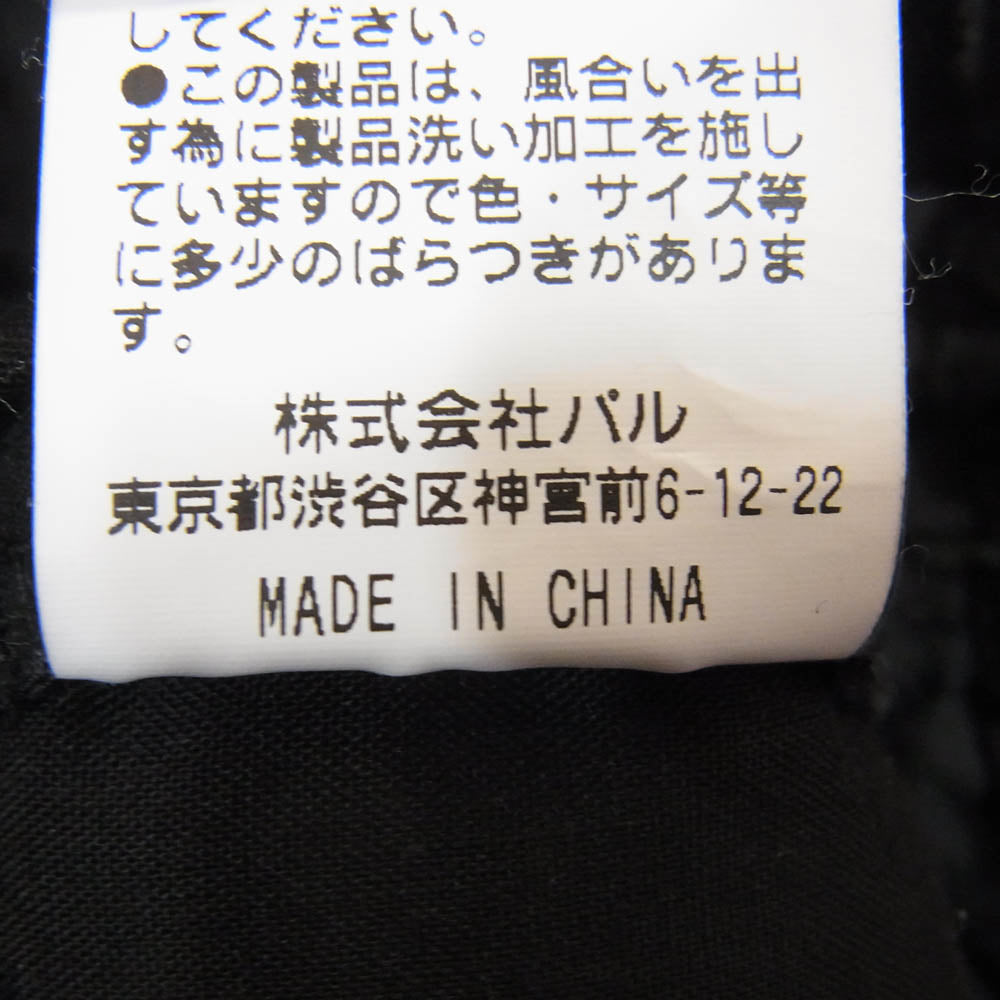 してください。
●この製品は、風合いを出
す為に製品洗い加工を施し
ていますので色・サイズ等
に多少のばらつきがありま
す。
株式会社パル
東京都渋谷区神宮前6-12-22
MADE IN CHINA